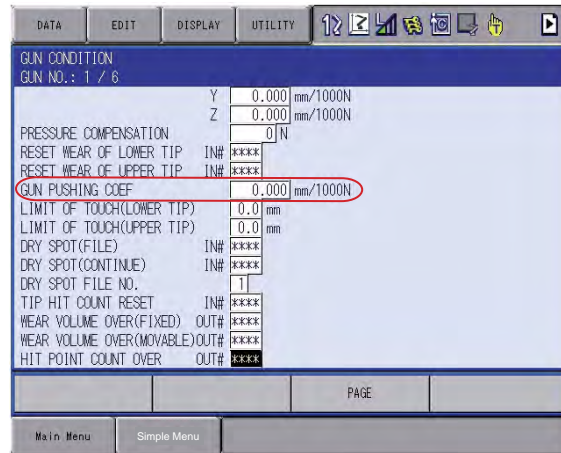 DATA EDIT DISPLAY UTILITY
GUN CONDITION
GUN NO.: 1 / 6
Y 0.000 mm/1000N
Z 0.000 mm/1000N
PRESSURE COMPENSATION 0 N
RESET WEAR OF LOWER TIP IN# ****
RESET WEAR OF UPPER TIP IN# ****
GUN PUSHING COEF 0.000 mm/1000N
LIMIT OF TOUCH(LOWER TIP) 0.0 mm
LIMIT OF TOUCH(UPPER TIP) 0.0 mm
DRY SPOT(FILE) IN# ****
DRY SPOT(CONTINUE) IN# ****
DRY SPOT FILE NO. 1
TIP HIT COUNT RESET IN# ****
WEAR VOLUME OVER(FIXED) OUT# ****
WEAR VOLUME OVER(MOVABLE)OUT# ****
HIT POINT COUNT OVER OUT# ****
PAGE
Main Menu Simple Menu